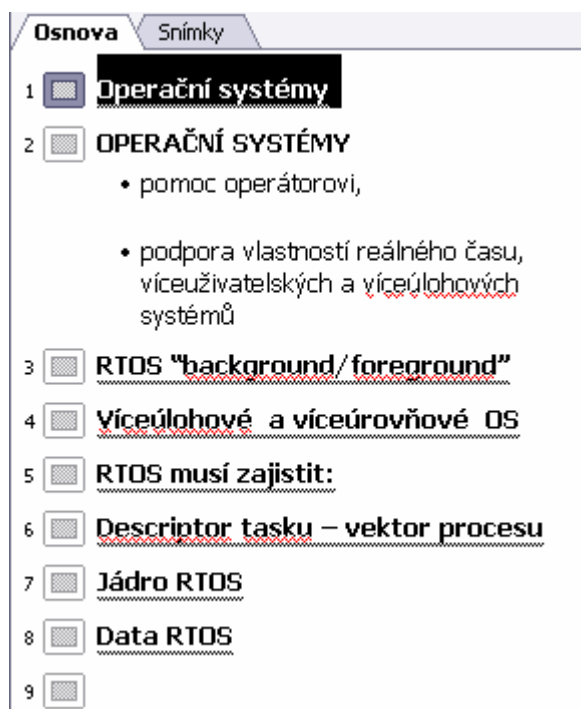 Osnova Snímky
1 Operační systémy
2 OPERAČNÍ SYSTÉMY
• pomoc operátorovi,
• podpora vlastností reálného času,
víceuživatelských a víceúlohových
systémů
3 RTOS “background/foreground”
4 Víceúlohové a víceúrovňové OS
5 RTOS musí zajistit:
6 Descriptor tasku – vektor procesu
7 Jádro RTOS
8 Data RTOS
9